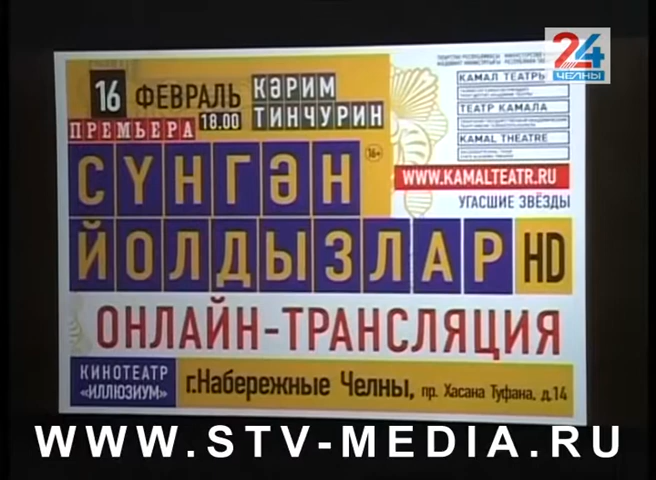 24
ЧЕЛНЫ
16 ФЕВРАЛЬ
18.00
КӘРИМ
ТИНЧУРИН
ПРЕМЬЕРА
16+
КАМАЛ ТЕАТРЫ
ТЕАТР КАМАЛА
KAMAL THEATRE
WWW.KAMALTEATR.RU
УГАСШИЕ ЗВЁЗДЫ
СҮНГӘН
ЙОЛДЫЗЛАР HD
ОНЛАЙН-ТРАНСЛЯЦИЯ
КИНОТЕАТР
«ИЛЛЮЗИУМ»
г.Набережные Челны, пр. Хасана Туфана, д.14
WWW.STV-MEDIA.RU